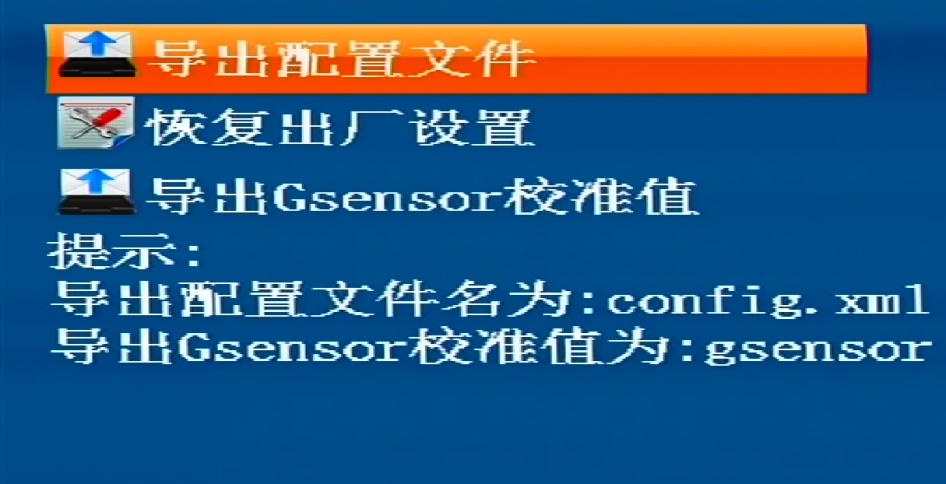 导出配置文件
恢复出厂设置
导出Gsensor校准值
提示:
导出配置文件名为:config.xml
导出Gsensor校准值为:gsensor